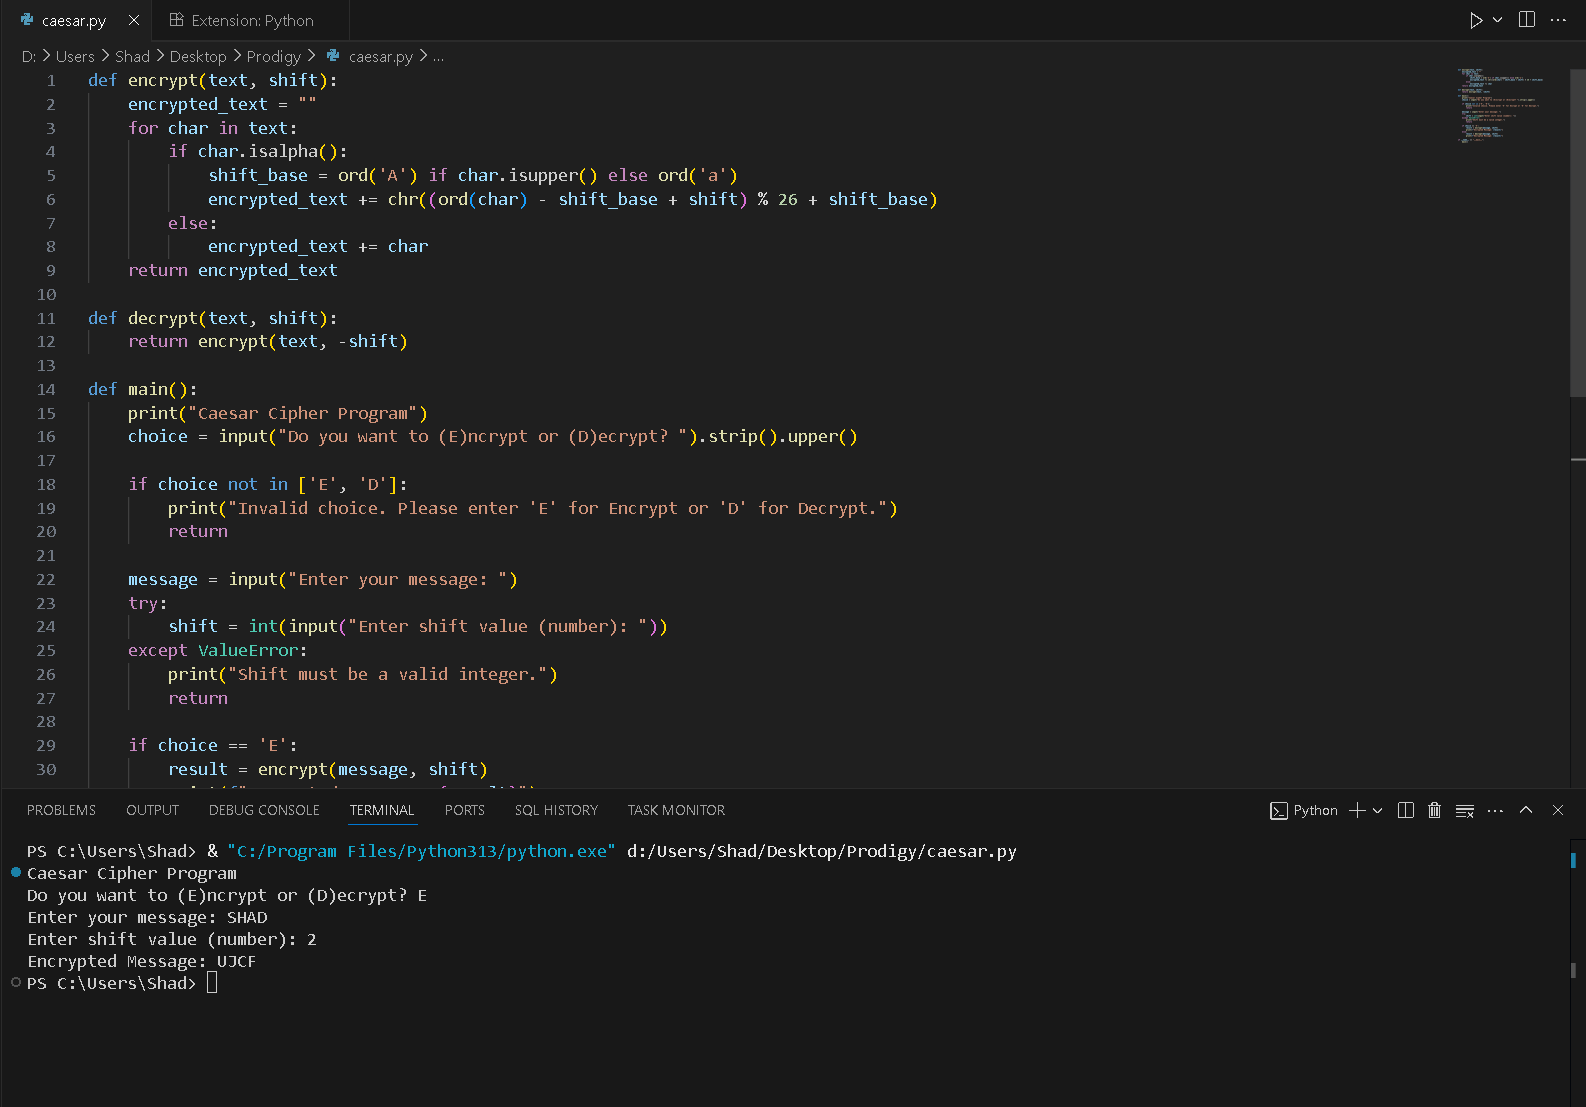 caesar.py
Extension: Python
D: > Users > Shad > Desktop > Prodigy > caesar.py > ...
1 def encrypt(text, shift):
2     encrypted_text = ""
3     for char in text:
4         if char.isalpha():
5             shift_base = ord('A') if char.isupper() else ord('a')
6             encrypted_text += chr((ord(char) - shift_base + shift) % 26 + shift_base)
7         else:
8             encrypted_text += char
9     return encrypted_text
10
11 def decrypt(text, shift):
12     return encrypt(text, -shift)
13
14 def main():
15     print("Caesar Cipher Program")
16     choice = input("Do you want to (E)ncrypt or (D)ecrypt? ").strip().upper()
17
18     if choice not in ['E', 'D']:
19         print("Invalid choice. Please enter 'E' for Encrypt or 'D' for Decrypt.")
20         return
21
22     message = input("Enter your message: ")
23     try:
24         shift = int(input("Enter shift value (number): "))
25     except ValueError:
26         print("Shift must be a valid integer.")
27         return
28
29     if choice == 'E':
30         result = encrypt(message, shift)
PROBLEMS OUTPUT DEBUG CONSOLE TERMINAL PORTS SQL HISTORY TASK MONITOR Python
PS C:\Users\Shad> & "C:/Program Files/Python313/python.exe" d:/Users/Shad/Desktop/Prodigy/caesar.py
Caesar Cipher Program
Do you want to (E)ncrypt or (D)ecrypt? E
Enter your message: SHAD
Enter shift value (number): 2
Encrypted Message: UJCF
PS C:\Users\Shad>